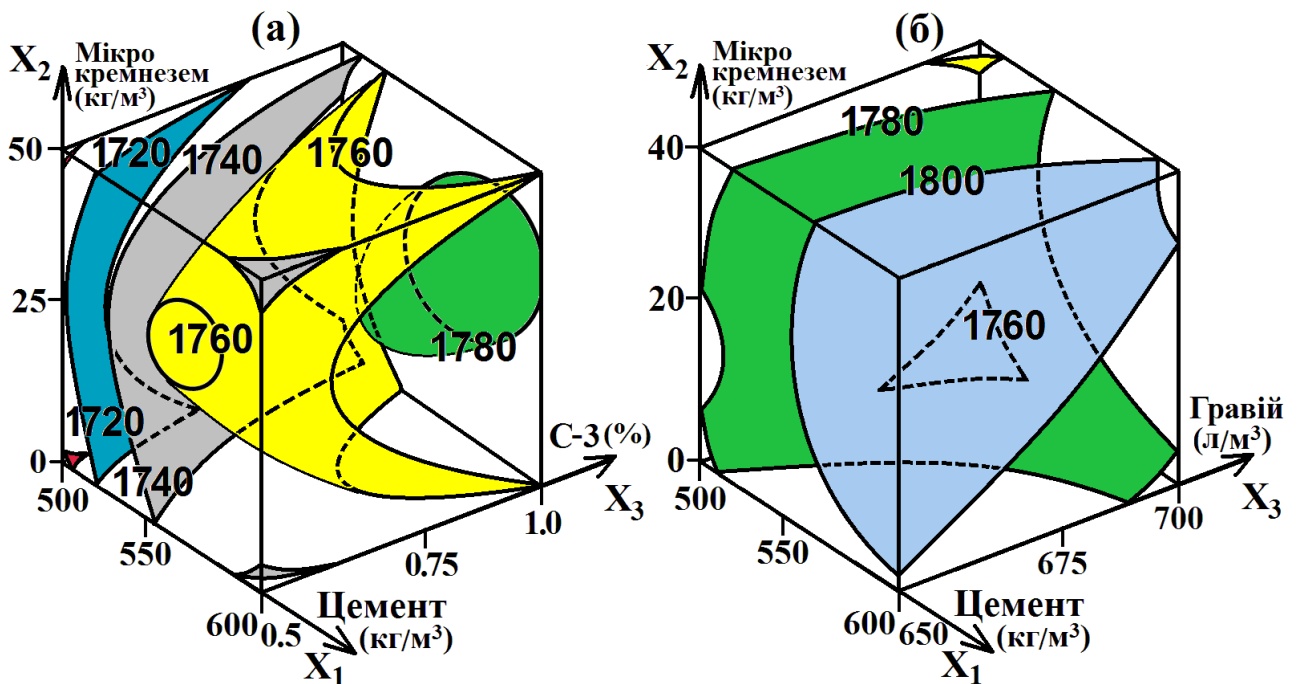 (а)
X2
Мікро
кремнезем
(кг/м³)
50
25
0
500
550
600
0.5
0.75
1.0
1720
1740
1760
1760
1720
1740
1780
С-3 (%)
X3
Цемент
(кг/м³)
X1
(б)
X2
Мікро
кремнезем
(кг/м³)
40
20
0
500
550
600
650
675
700
1780
1800
1760
Гравій
(л/м³)
X3
Цемент
(кг/м³)
X1